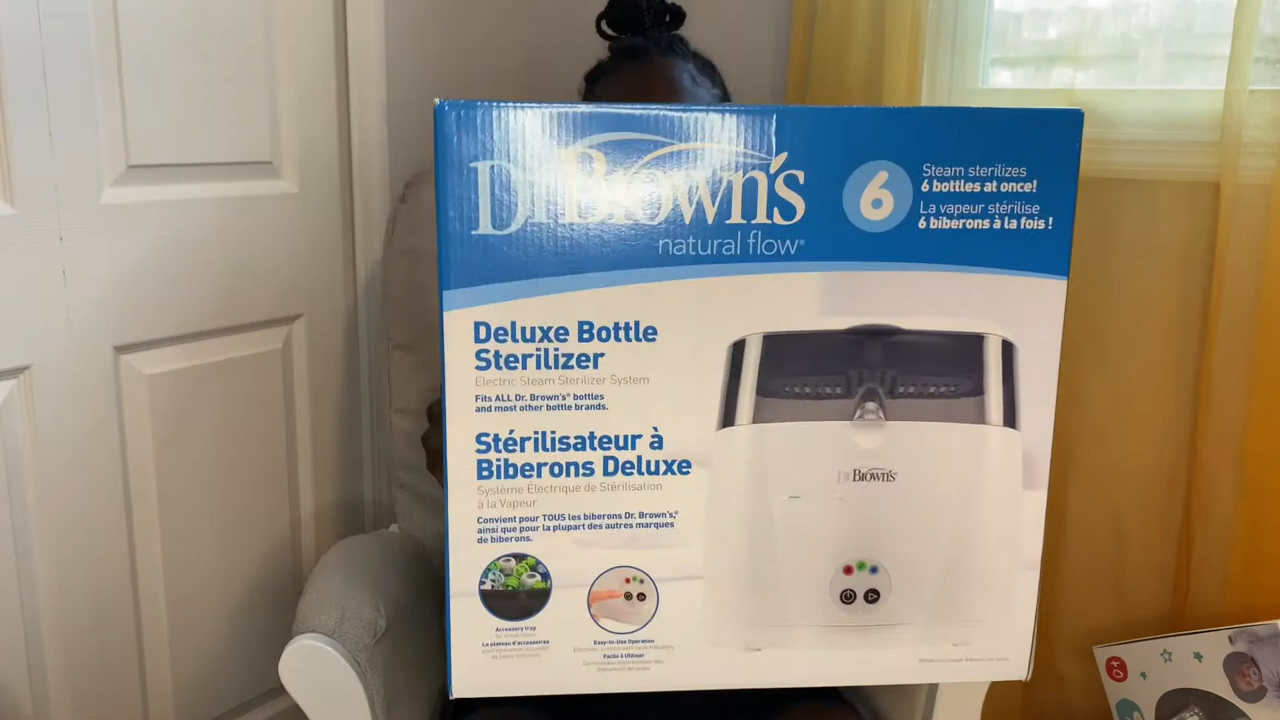 Dr Brown's
natural flow®
6
Steam sterilizes
6 bottles at once!
La vapeur stérilise
6 biberons à la fois !
Deluxe Bottle
Sterilizer
Electric Steam Sterilizer System
Fits ALL Dr. Brown's® bottles
and most other bottle brands.
Stérilisateur à
Biberons Deluxe
Système Électrique de Stérilisation
à la Vapeur
Convient pour TOUS les biberons Dr. Brown's,®
ainsi que pour la plupart des autres marques
de biberons.
Dr Brown's
Accessory tray
Le plateau d'accessoires
Easy-to-Use Operation
Facile à Utiliser
0+